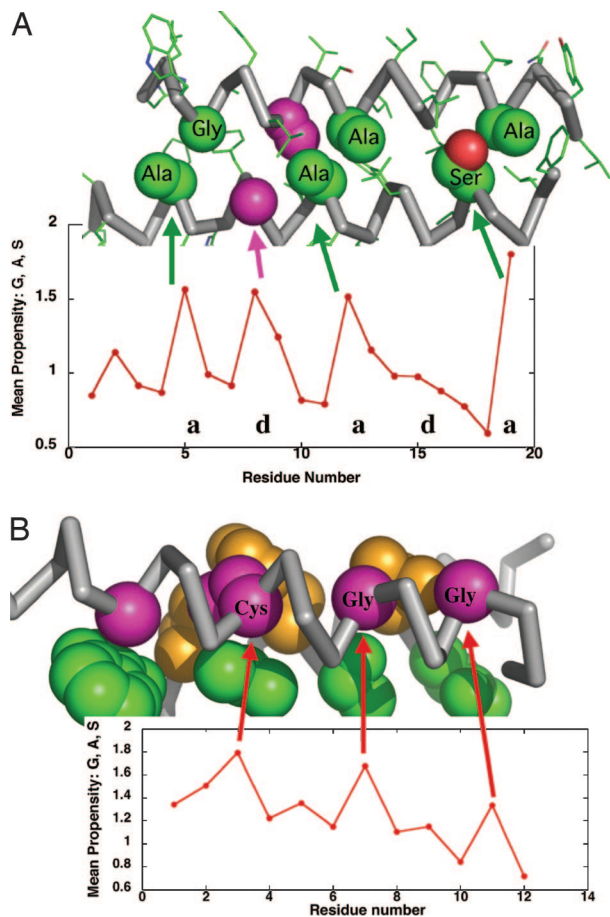 A
Gly
Ala
Ala
Ala
Ala
Ser
Mean Propensity: G, A, S
2
1.5
1
0.5
a
d
a
d
a
0
5
10
15
20
Residue Number
B
Cys
Gly
Gly
Mean Propensity: G, A, S
2
1.8
1.6
1.4
1.2
1
0.8
0.6
0
2
4
6
8
10
12
14
Residue number